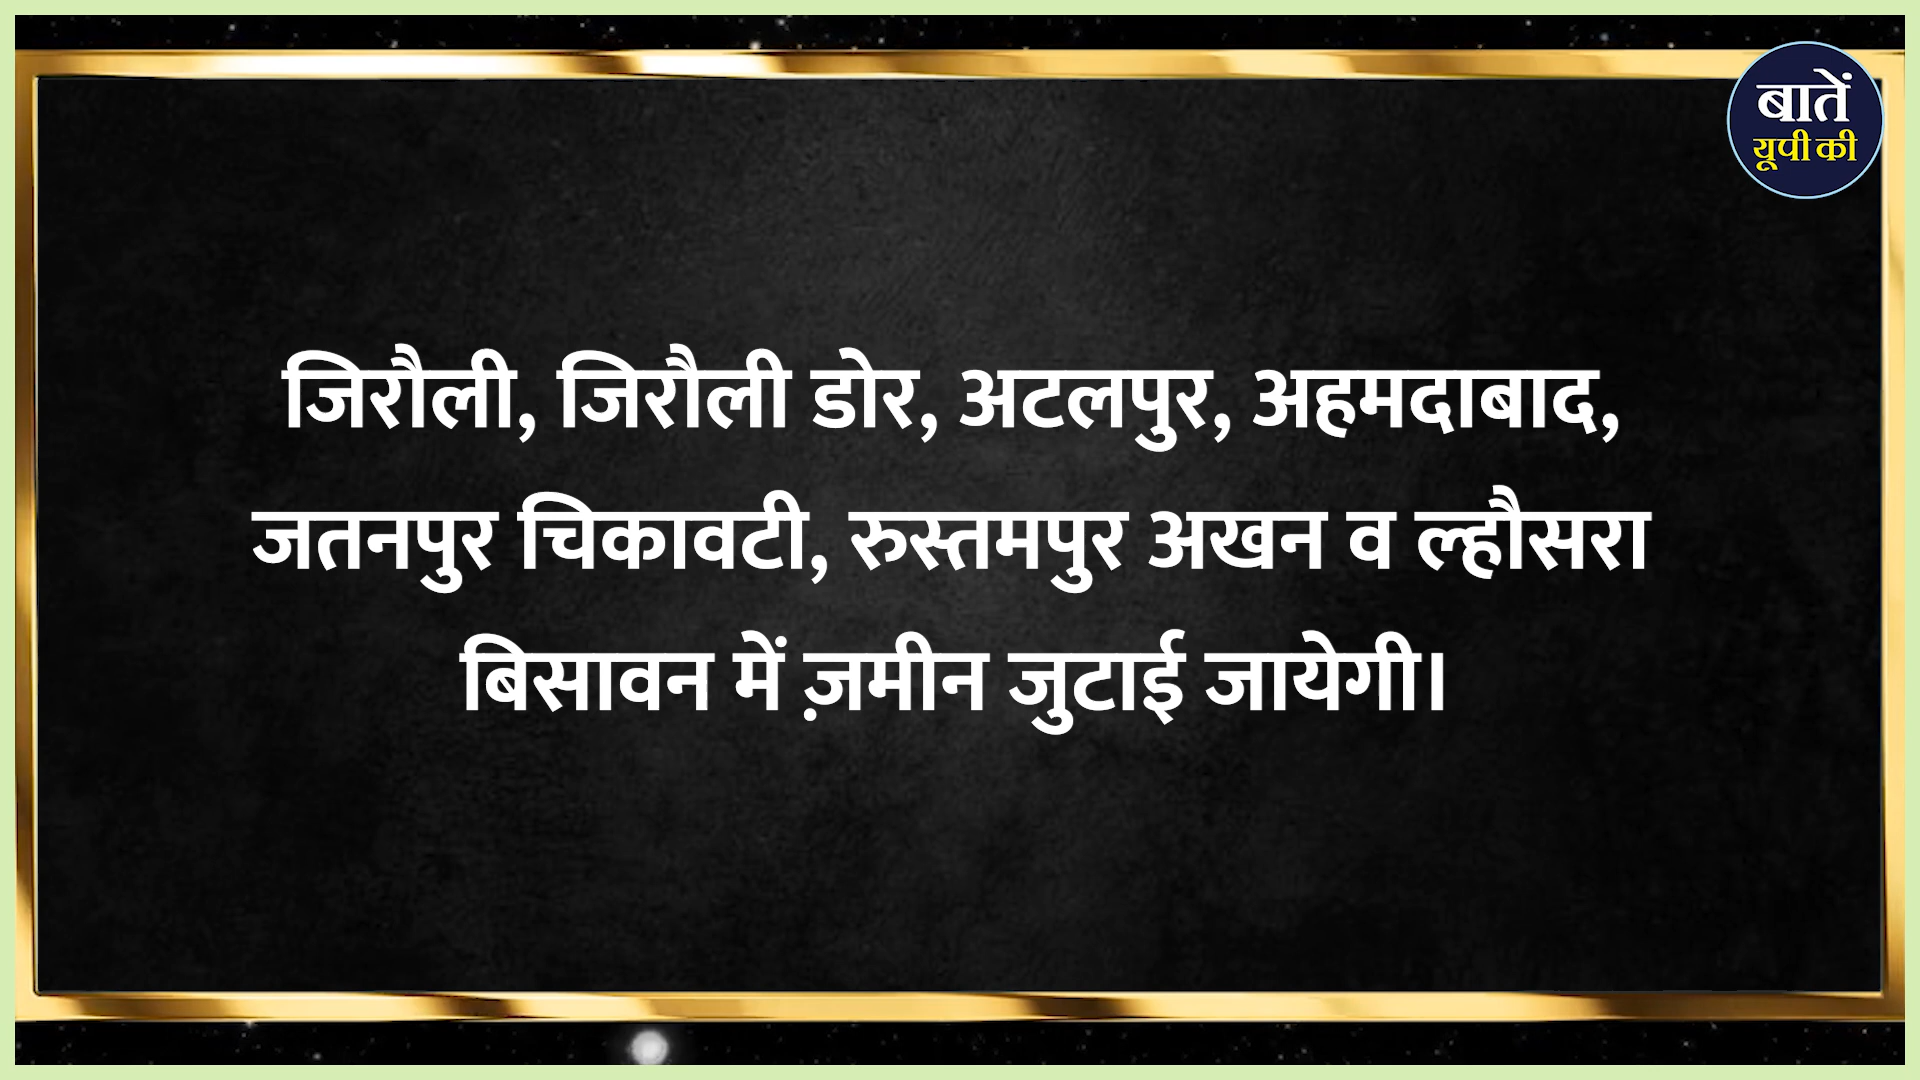 बातें
यूपी की
जिरौली, जिरौली डोर, अटलपुर, अहमदाबाद,
जतनपुर चिकावटी, रुस्तमपुर अखन व ल्हौसरा
बिसावन में ज़मीन जुटाई जायेगी।